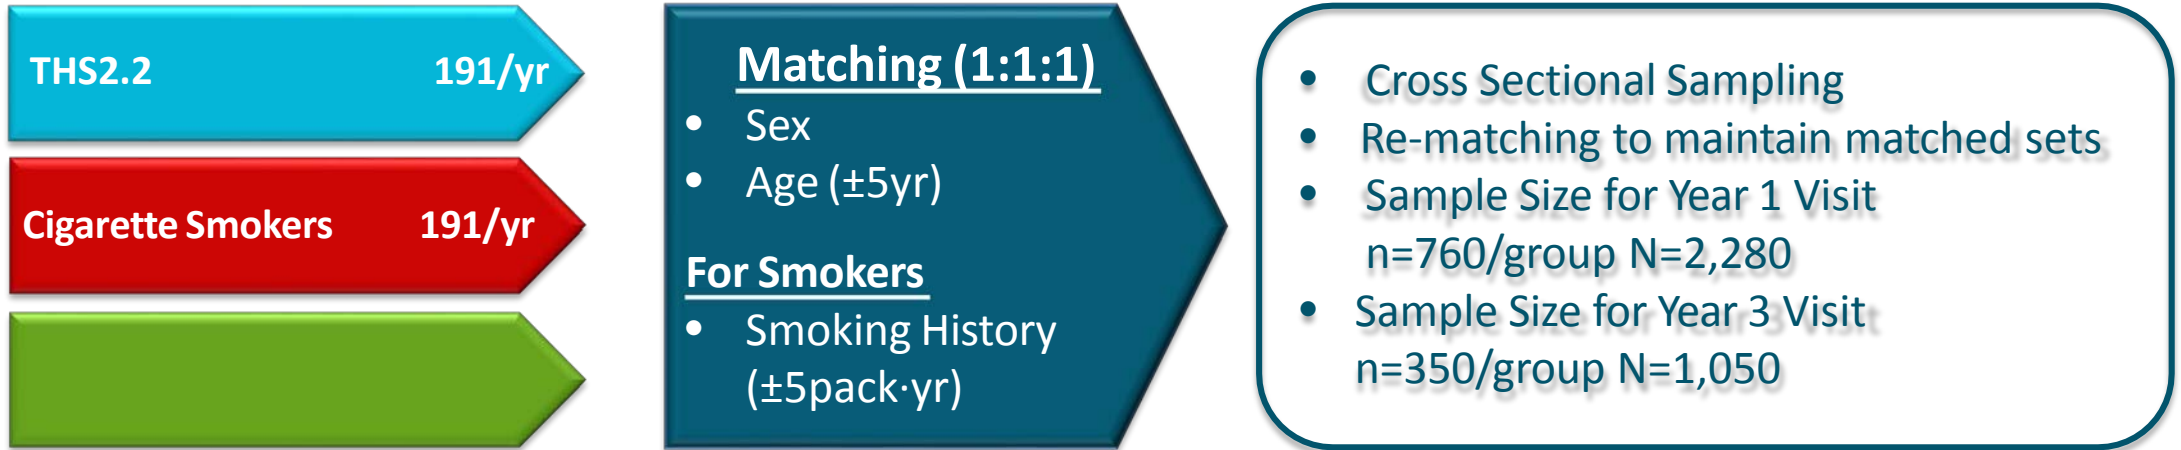 THS2.2 191/yr
Cigarette Smokers 191/yr
Matching (1:1:1)
• Sex
• Age (±5yr)
For Smokers
• Smoking History
(±5pack·yr)
• Cross Sectional Sampling
• Re-matching to maintain matched sets
• Sample Size for Year 1 Visit
n=760/group N=2,280
• Sample Size for Year 3 Visit
n=350/group N=1,050